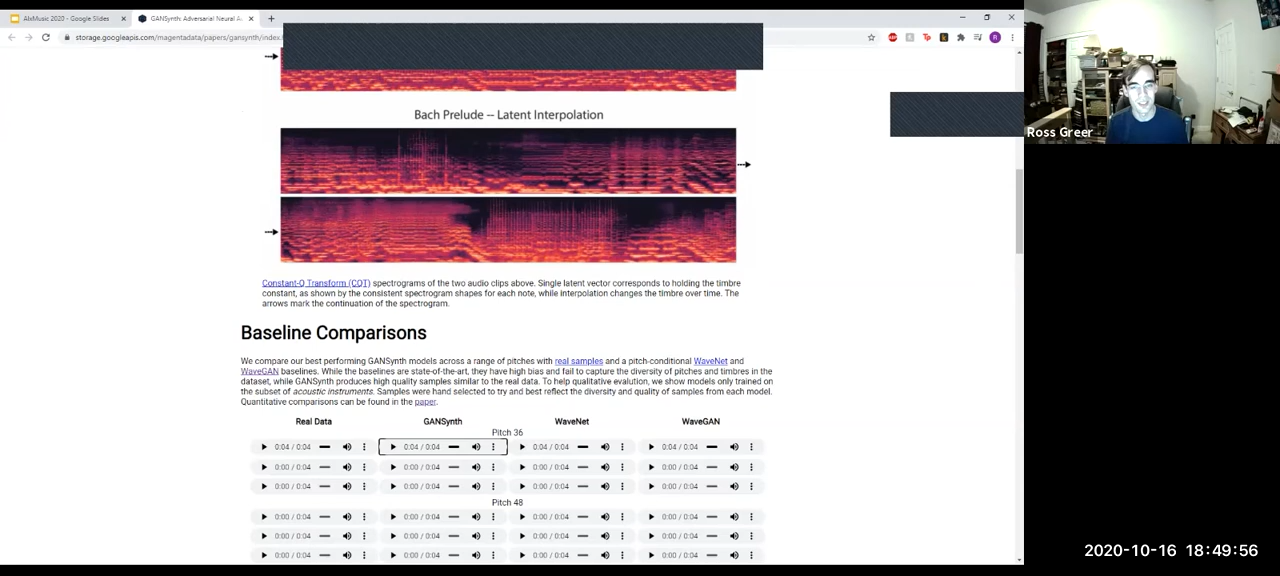 AIxMusic 2020 - Google Slides
GANSynth: Adversarial Neural A
storage.googleapis.com/magentadata/papers/gansynth/index.
Ross Greer
Bach Prelude -- Latent Interpolation
Constant-Q Transform (CQT) spectrograms of the two audio clips above. Single latent vector corresponds to holding the timbre
constant, as shown by the consistent spectrogram shapes for each note, while interpolation changes the timbre over time. The
arrows mark the continuation of the spectrogram.
Baseline Comparisons
We compare our best performing GANSynth models across a range of pitches with real samples and a pitch-conditional WaveNet and
WaveGAN baselines. While the baselines are state-of-the-art, they have high bias and fail to capture the diversity of pitches and timbres in the
dataset, while GANSynth produces high quality samples similar to the real data. To help qualitative evalution, we show models only trained on
the subset of acoustic instruments. Samples were hand selected to try and best reflect the diversity and quality of samples from each model.
Quantitative comparisons can be found in the paper.
Real Data GANSynth WaveNet WaveGAN
Pitch 36
0:04 / 0:04 0:04 / 0:04 0:04 / 0:04 0:04 / 0:04
0:00 / 0:04 0:00 / 0:04 0:00 / 0:04 0:00 / 0:04
0:00 / 0:04 0:00 / 0:04 0:00 / 0:04 0:00 / 0:04
Pitch 48
0:00 / 0:04 0:00 / 0:04 0:00 / 0:04 0:00 / 0:04
0:00 / 0:04 0:00 / 0:04 0:00 / 0:04 0:00 / 0:04
0:00 / 0:04 0:00 / 0:04 0:00 / 0:04 0:00 / 0:04
2020-10-16 18:49:56